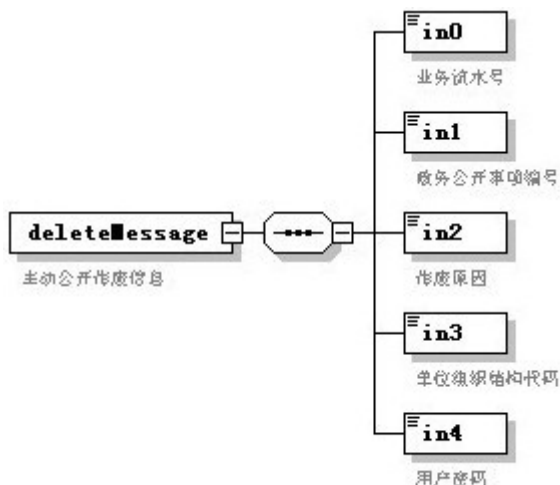 in0
业务流水号
in1
政务公开事项编号
deleteMessage
主动公开作废信息
in2
作废原因
in3
单位组织结构代码
in4
用户密码